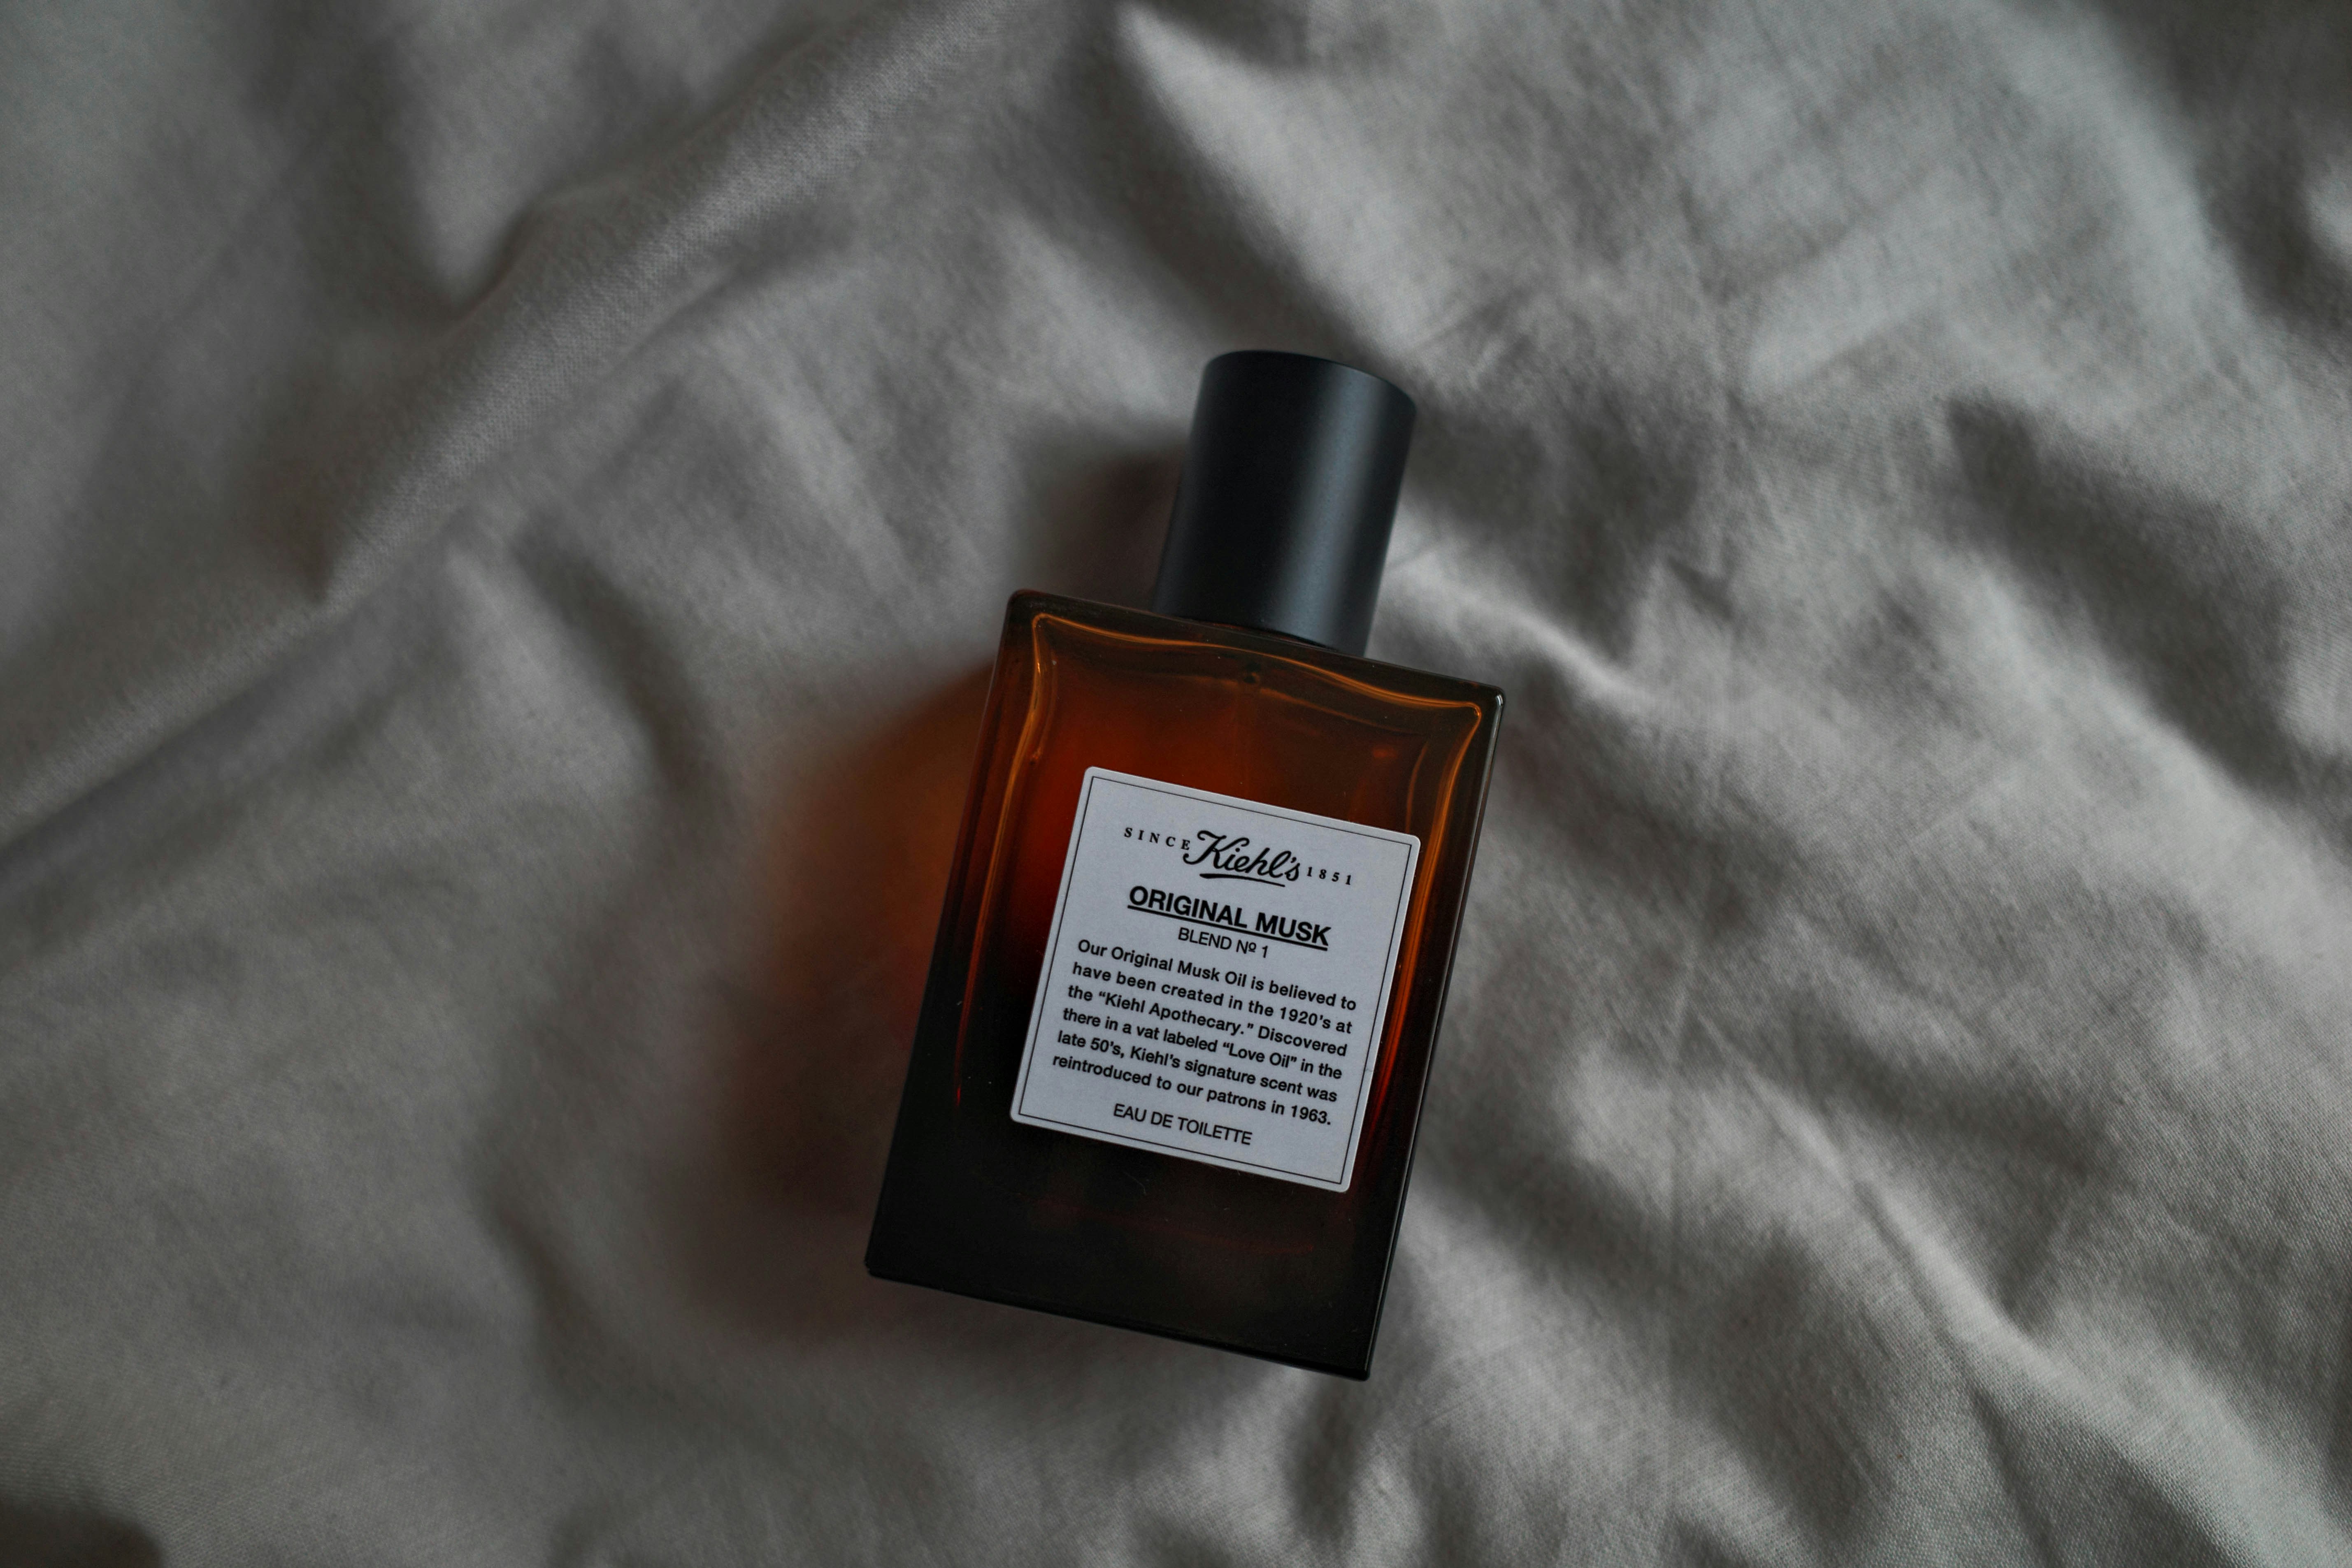 SINCE Kiehl's 1851
ORIGINAL MUSK
BLEND Nº 1
Our Original Musk Oil is believed to
have been created in the 1920's at
the “Kiehl Apothecary.” Discovered
there in a vat labeled “Love Oil” in the
late 50's, Kiehl's signature scent was
reintroduced to our patrons in 1963.
EAU DE TOILETTE